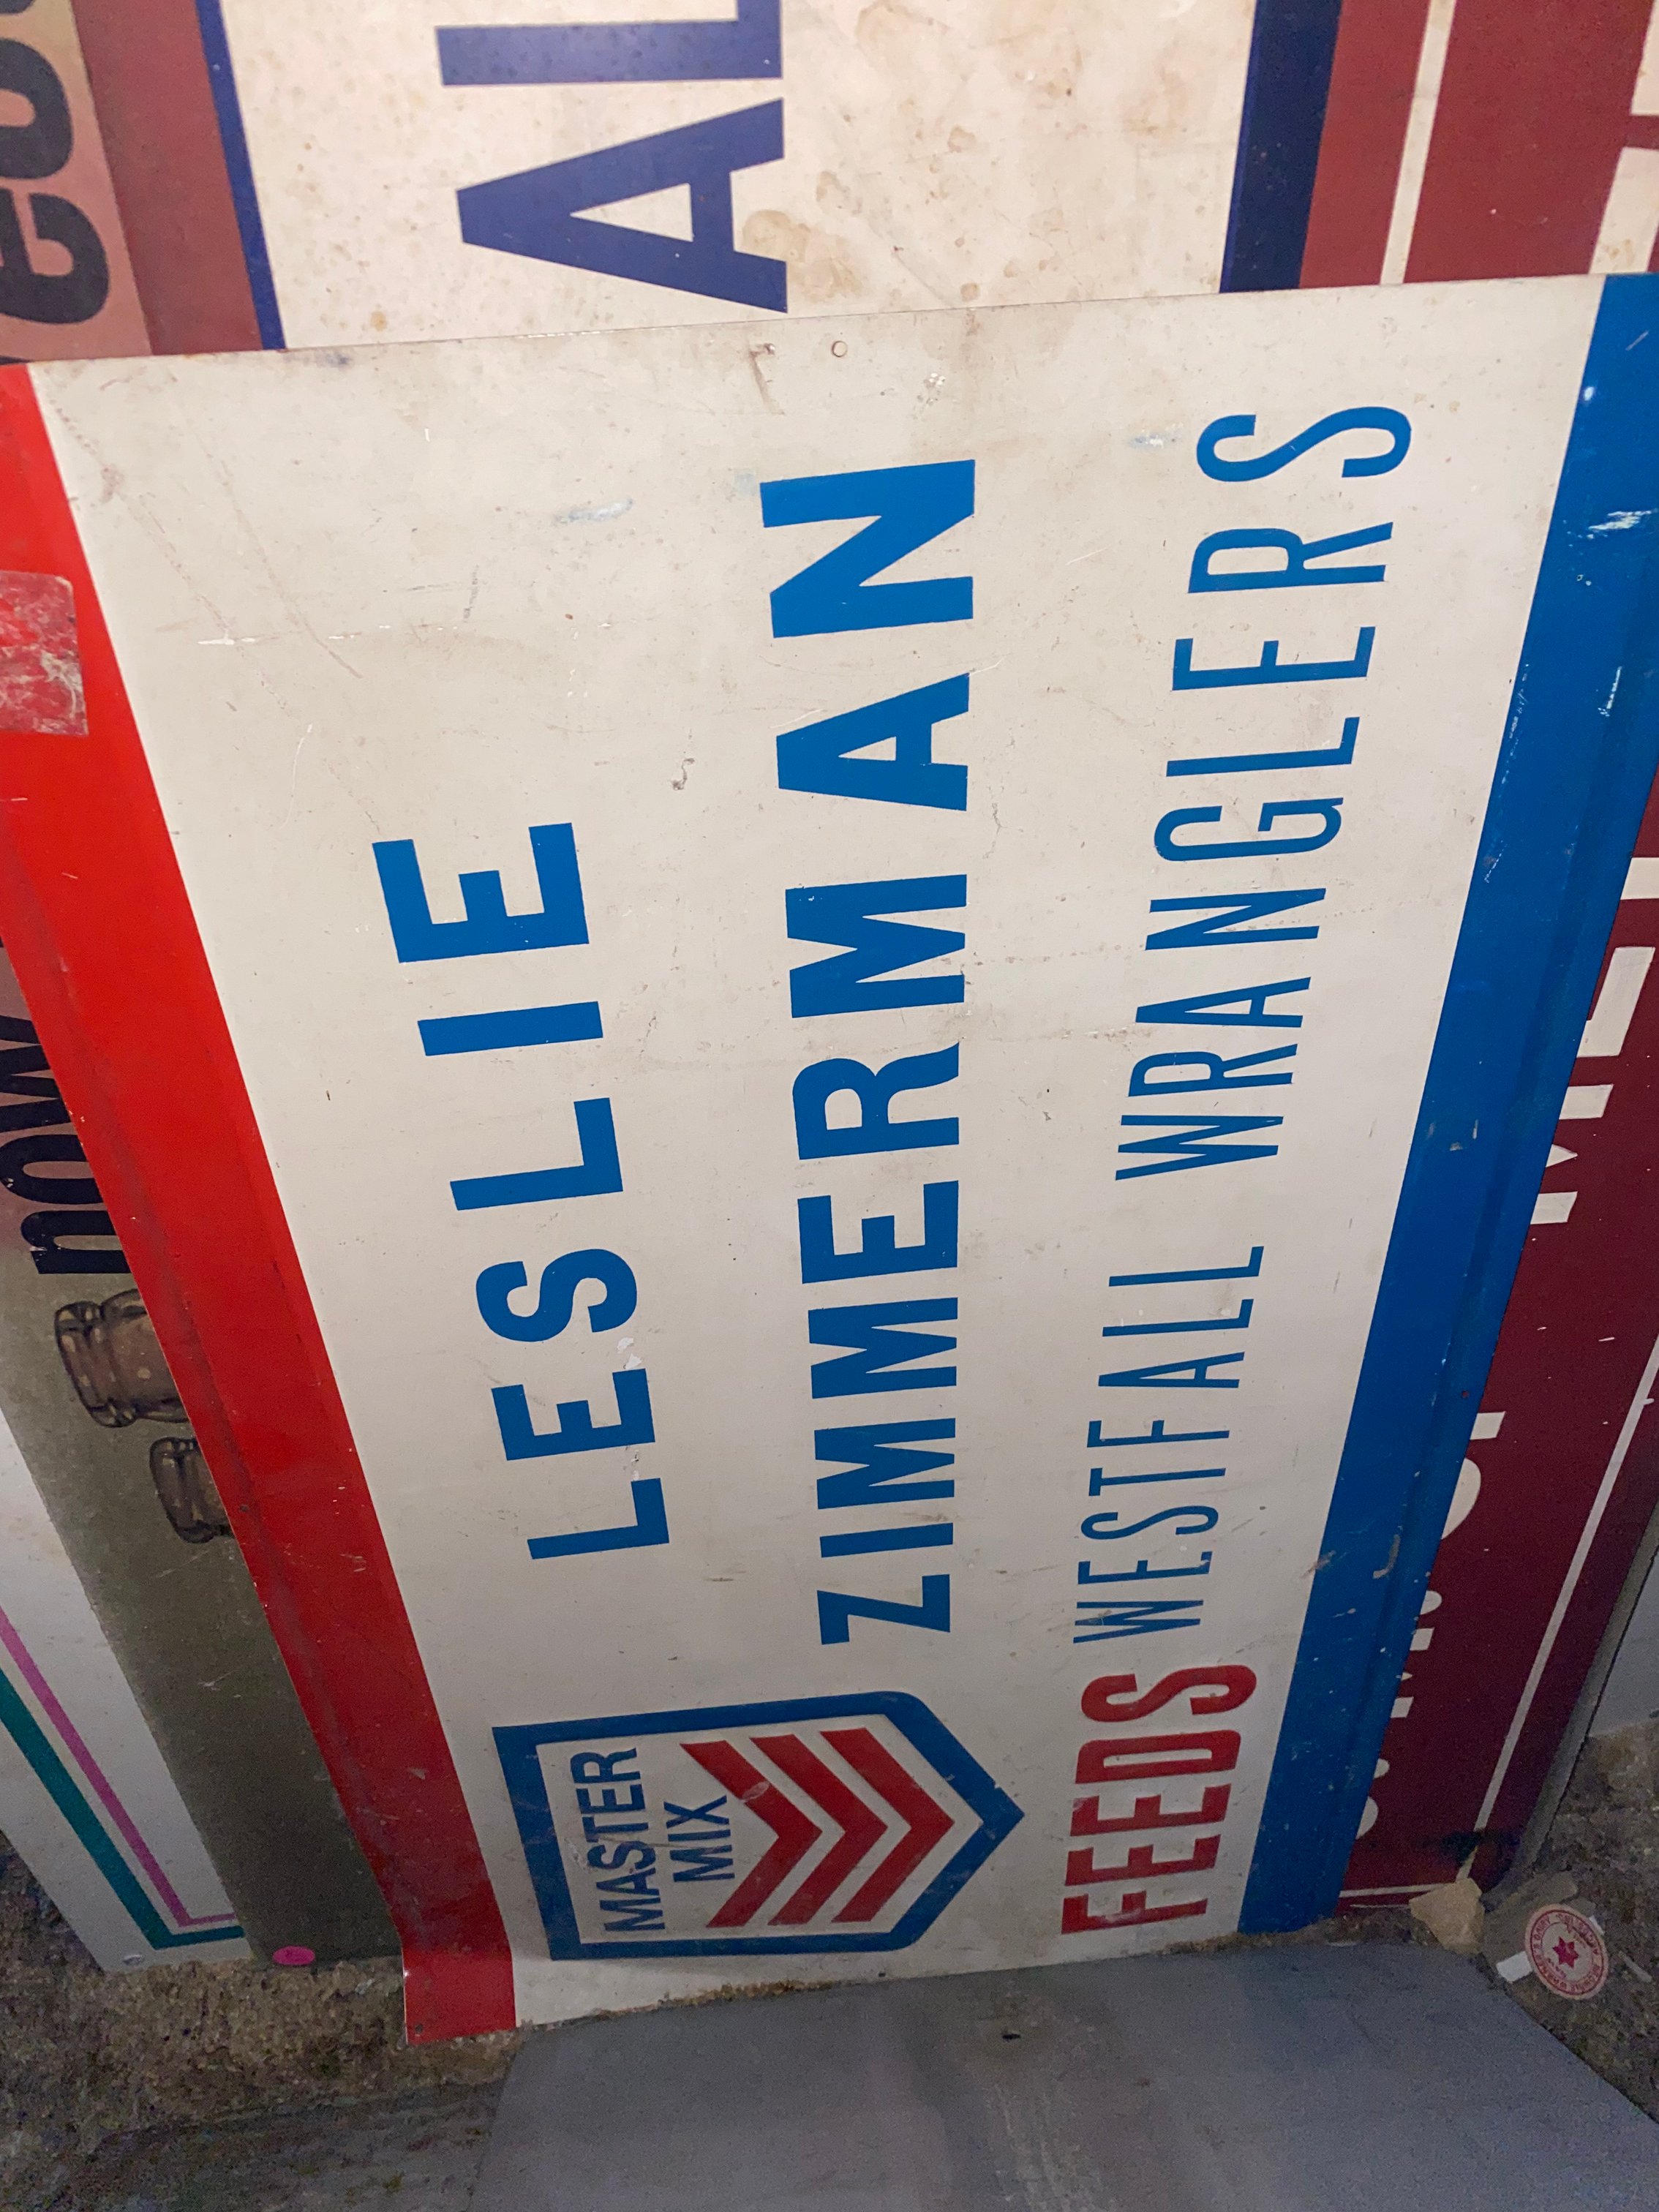 LESLIE
ZIMMERMAN
MASTER
MIX
FEEDS WESTFALL WRANGLERS